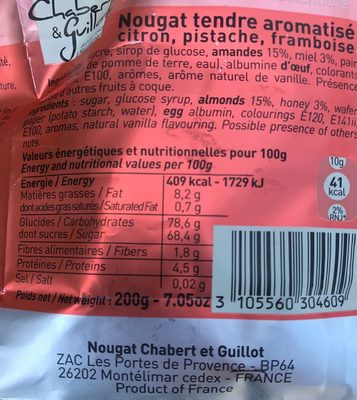 Chabert
& Guillot
Nougat tendre aromatisé
citron, pistache, framboise
sucre, sirop de glucose, amandes 15%, miel 3%, pain
de pomme de terre, eau), albumine d'œuf, colorants
E100, arômes, arôme naturel de vanille. Présence
d'autres fruits à coque.
Ingredients : sugar, glucose syrup, almonds 15%, honey 3%, wafer
paper (potato starch, water), egg albumin, colourings E120, E141ii,
E100, aromas, natural vanilla flavouring. Possible presence of others
nuts.
Valeurs énergétiques et nutritionnelles pour 100g
Energy and nutritional values per 100g
Energie / Energy 409 kcal - 1729 kJ
Matières grasses / Fat 8,2 g
dont acides gras saturés / Saturated Fat 0,7 g
Glucides / Carbohydrates 78,6 g
dont sucres / Sugar 68,4 g
Fibres alimentaires / Fibers 1,8 g
Protéines / Proteins 4,5 g
Sel / Salt 0,02 g
Poids net / Net weight : 200g - 7.05oz
10g
41
kcal
2%
RNJ*
3 105560 304609
Nougat Chabert et Guillot
ZAC Les Portes de Provence - BP64
26202 Montélimar cedex - FRANCE
Product of France